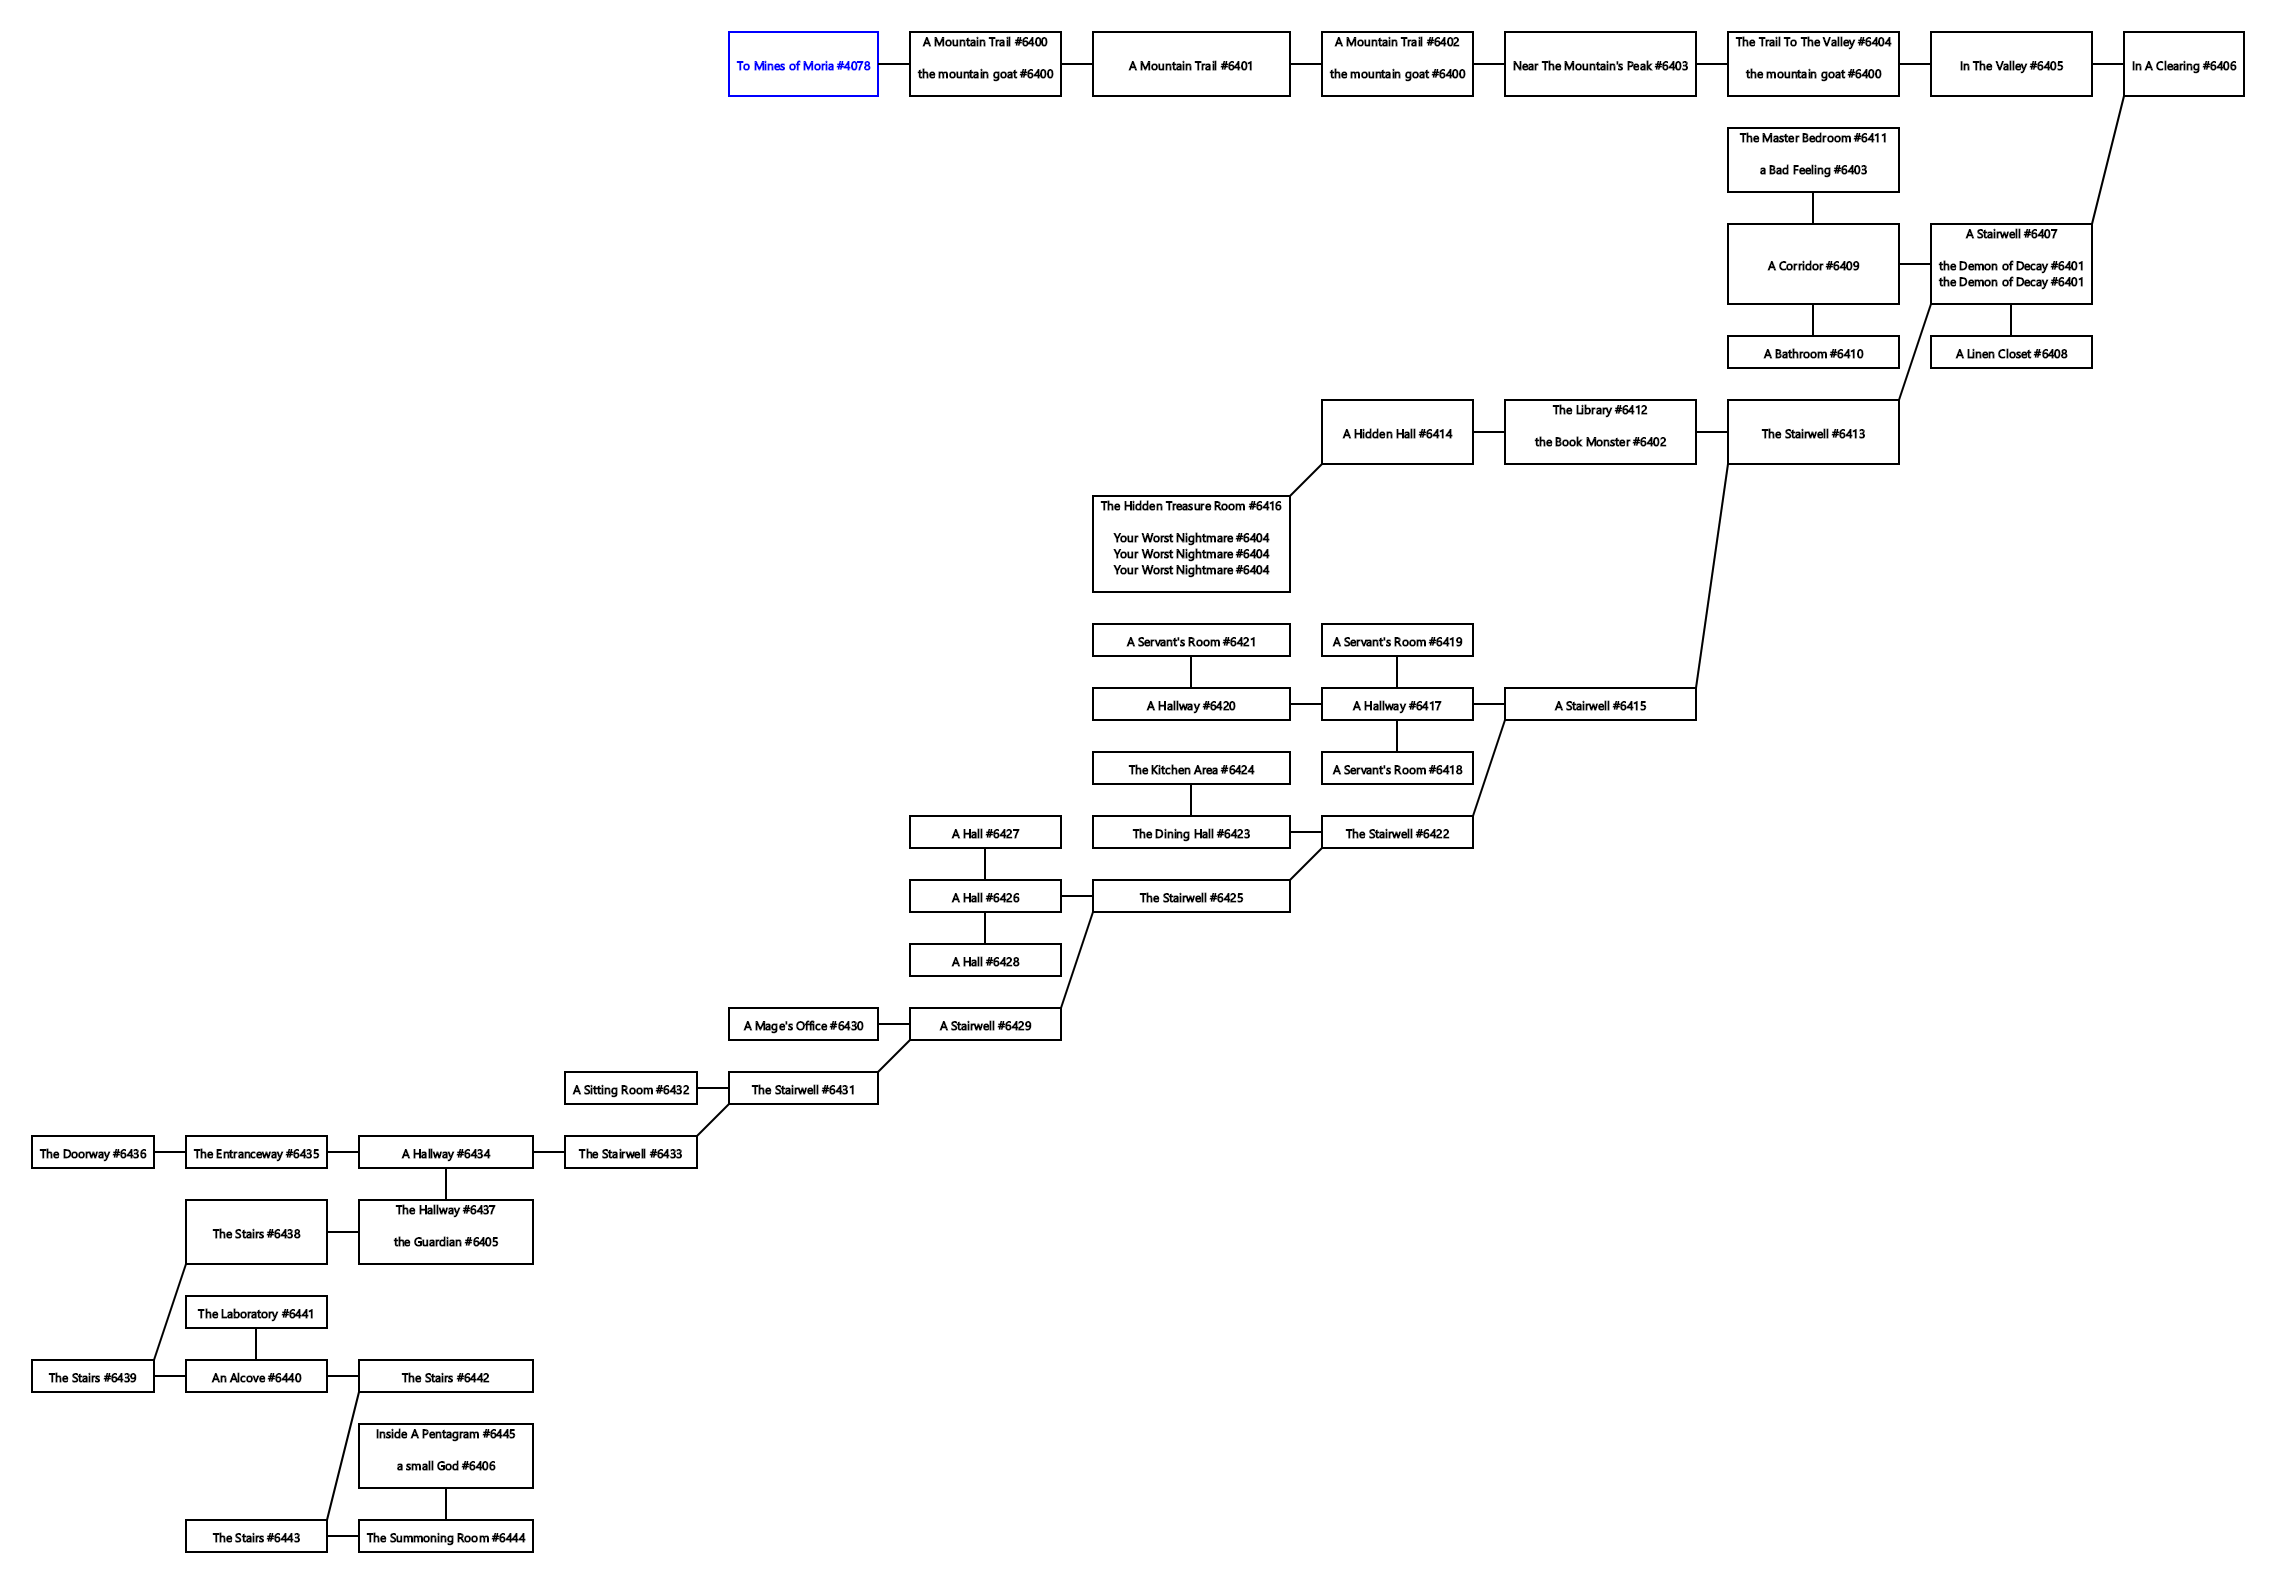 To Mines of Moria #4078
A Mountain Trail #6400
the mountain goat #6400
A Mountain Trail #6401
A Mountain Trail #6402
the mountain goat #6400
Near The Mountain's Peak #6403
The Trail To The Valley #6404
the mountain goat #6400
In The Valley #6405
In A Clearing #6406
The Master Bedroom #6411
a Bad Feeling #6403
A Corridor #6409
A Stairwell #6407
the Demon of Decay #6401
the Demon of Decay #6401
A Bathroom #6410
A Linen Closet #6408
A Hidden Hall #6414
The Library #6412
the Book Monster #6402
The Stairwell #6413
The Hidden Treasure Room #6416
Your Worst Nightmare #6404
Your Worst Nightmare #6404
Your Worst Nightmare #6404
A Servant's Room #6421
A Servant's Room #6419
A Hallway #6420
A Hallway #6417
A Stairwell #6415
The Kitchen Area #6424
A Servant's Room #6418
A Hall #6427
The Dining Hall #6423
The Stairwell #6422
A Hall #6426
The Stairwell #6425
A Hall #6428
A Mage's Office #6430
A Stairwell #6429
A Sitting Room #6432
The Stairwell #6431
The Doorway #6436
The Entranceway #6435
A Hallway #6434
The Stairwell #6433
The Stairs #6438
The Hallway #6437
the Guardian #6405
The Laboratory #6441
The Stairs #6439
An Alcove #6440
The Stairs #6442
Inside A Pentagram #6445
a small God #6406
The Stairs #6443
The Summoning Room #6444